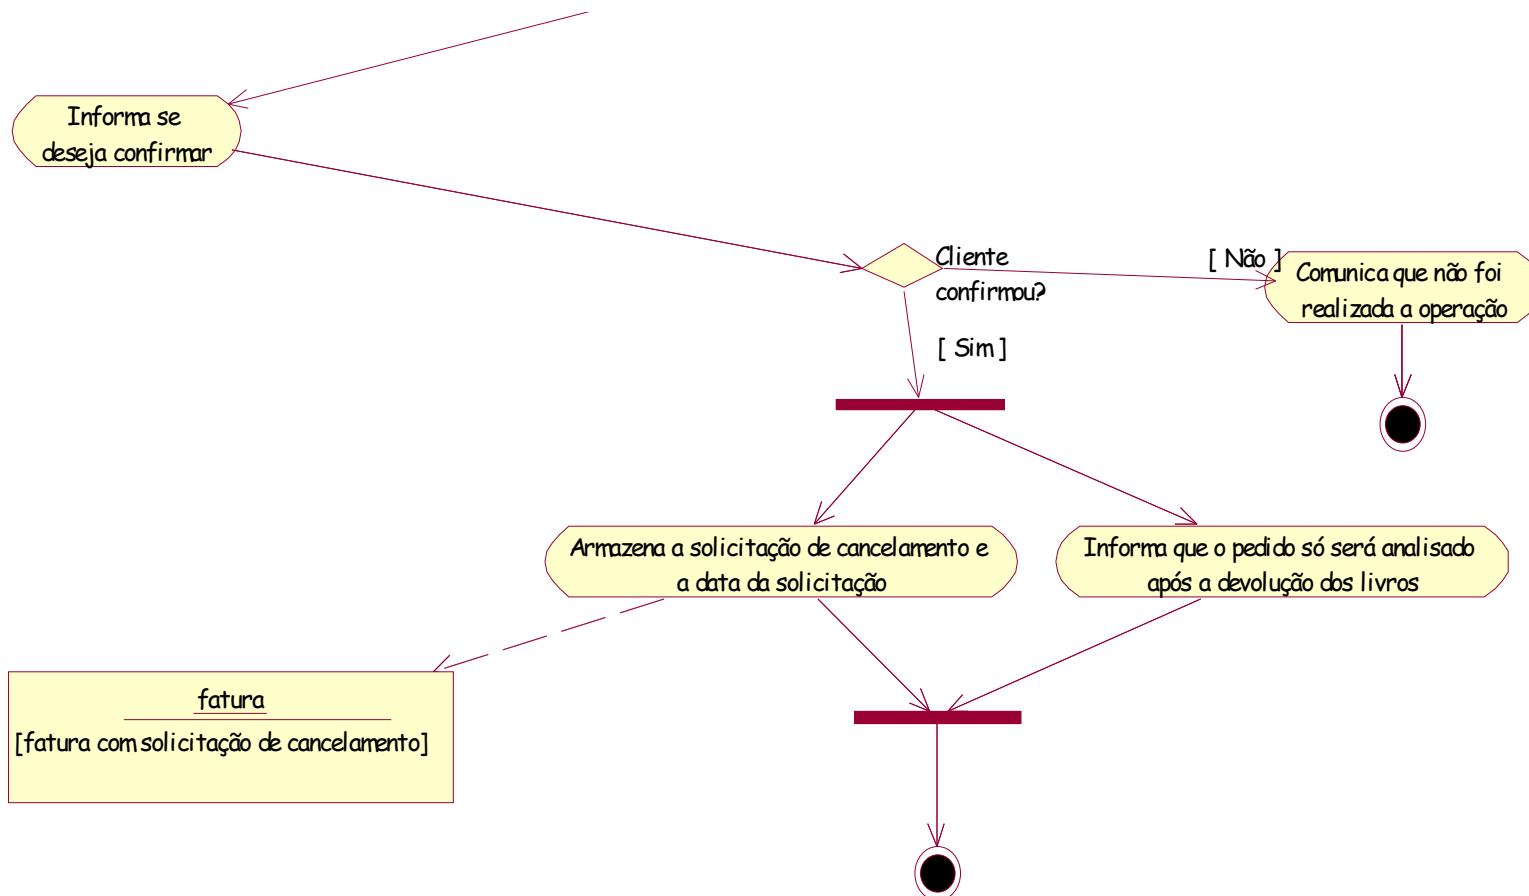 Informa se
deseja confirmar
Cliente
confirmou?
[ Não ]
Comunica que não foi
realizada a operação
[ Sim ]
Armazena a solicitação de cancelamento e
a data da solicitação
Informa que o pedido só será analisado
após a devolução dos livros
fatura
[fatura com solicitação de cancelamento]